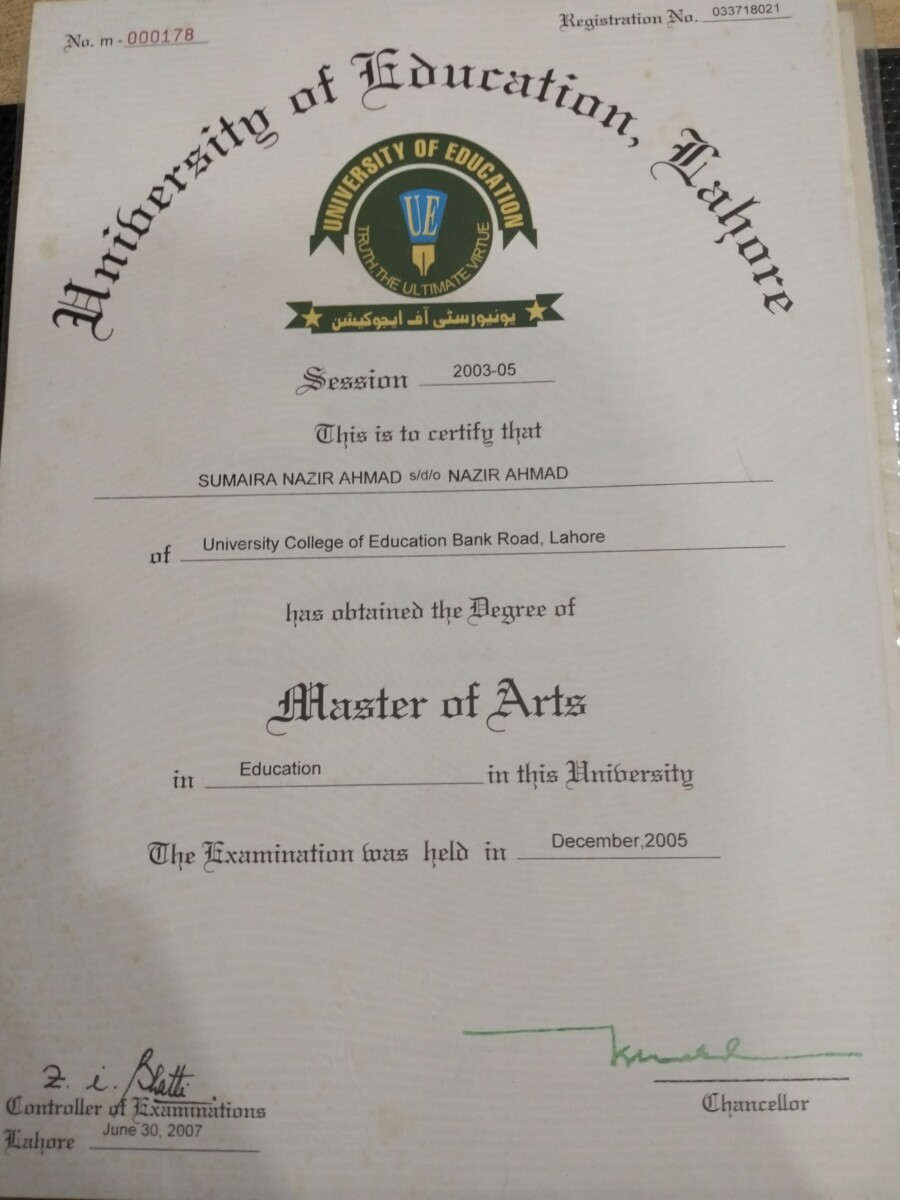 No. m - 000178
Registration No. 033718021
University of Education, Lahore
UNIVERSITY OF EDUCATION
UE
TRUTH, THE ULTIMATE VIRTUE
یونیورسٹی آف ایجوکیشن
Session 2003-05
This is to certify that
SUMAIRA NAZIR AHMAD s/d/o NAZIR AHMAD
of University College of Education Bank Road, Lahore
has obtained the Degree of
Master of Arts
in Education in this University
The Examination was held in December,2005
Z. i. Bhatti
Controller of Examinations
Lahore June 30, 2007
Chancellor